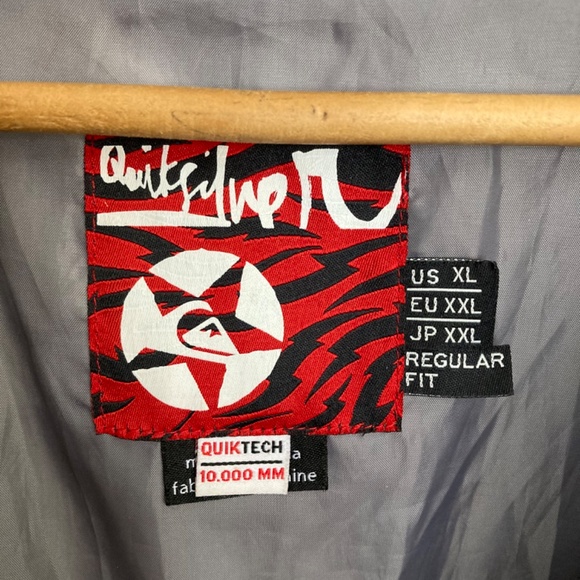 Quiksilver
US XL
EU XXL
JP XXL
REGULAR
FIT
QUIKTECH
10.000 MM